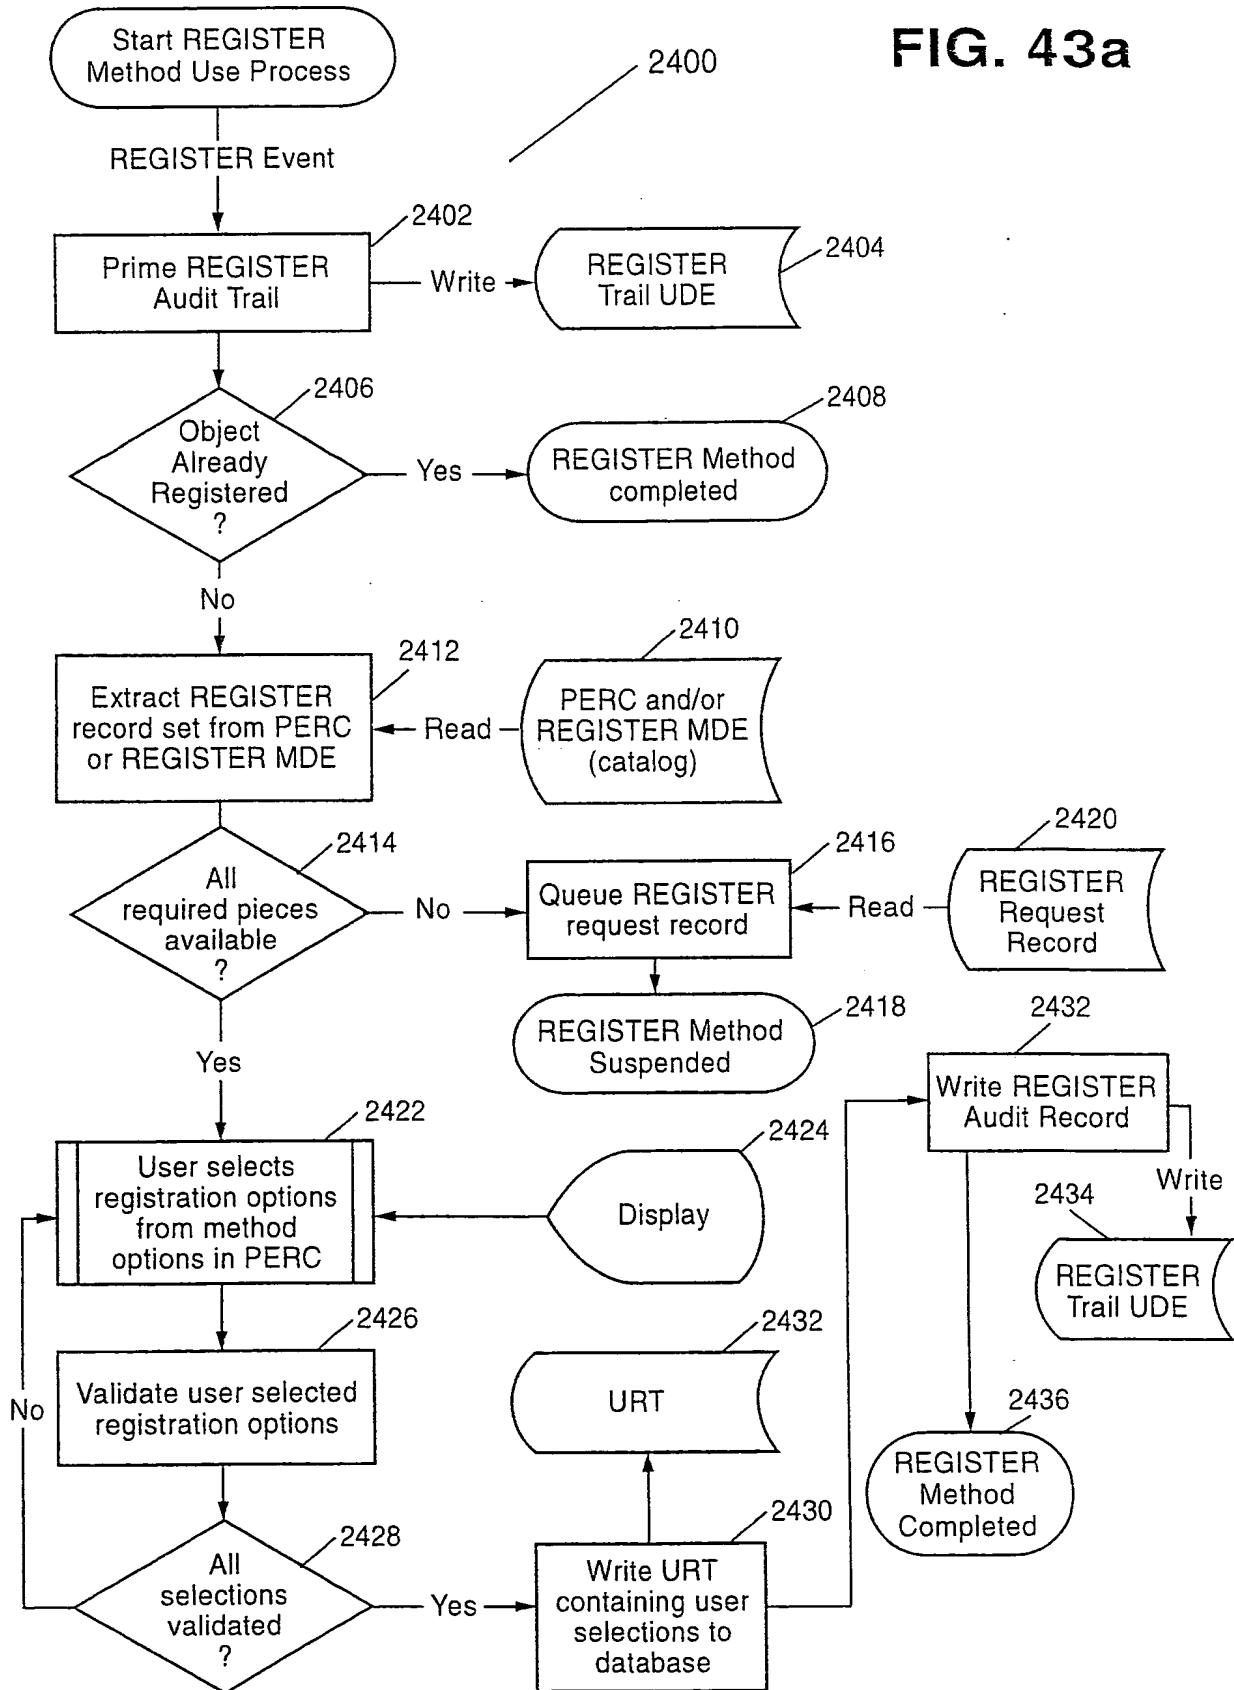 FIG. 43a
Start REGISTER
Method Use Process
2400
REGISTER Event
2402
Prime REGISTER
Audit Trail
Write
REGISTER
Trail UDE
2404
2406
Object
Already
Registered
?
Yes
2408
REGISTER Method
completed
No
2412
Extract REGISTER
record set from PERC
or REGISTER MDE
Read
2410
PERC and/or
REGISTER MDE
(catalog)
2414
All
required pieces
available
?
No
2416
Queue REGISTER
request record
Read
2420
REGISTER
Request
Record
2418
REGISTER Method
Suspended
Yes
2422
User selects
registration options
from method
options in PERC
2424
Display
2426
Validate user selected
registration options
No
2428
All
selections
validated
?
Yes
2430
Write URT
containing user
selections to
database
2432
URT
2432
Write REGISTER
Audit Record
Write
2434
REGISTER
Trail UDE
2436
REGISTER
Method
Completed